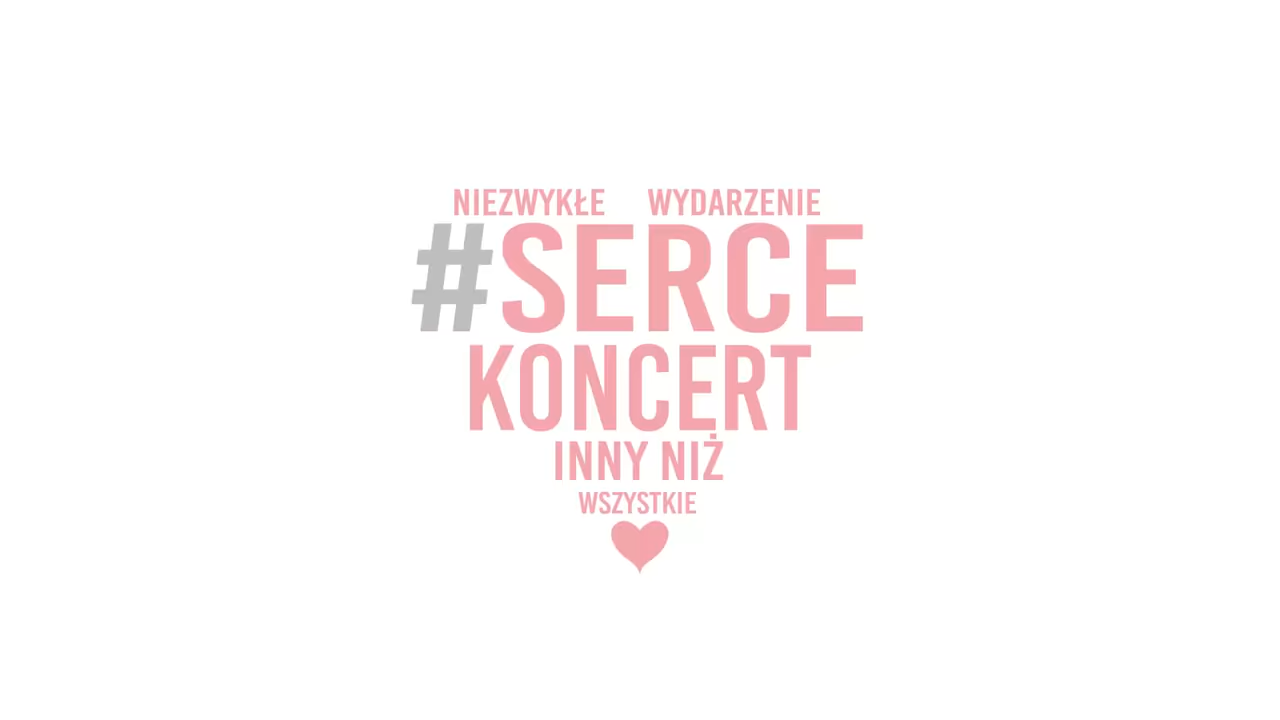 NIEZWYKŁE WYDARZENIE
#SERCE
KONCERT
INNY NIŻ
WSZYSTKIE